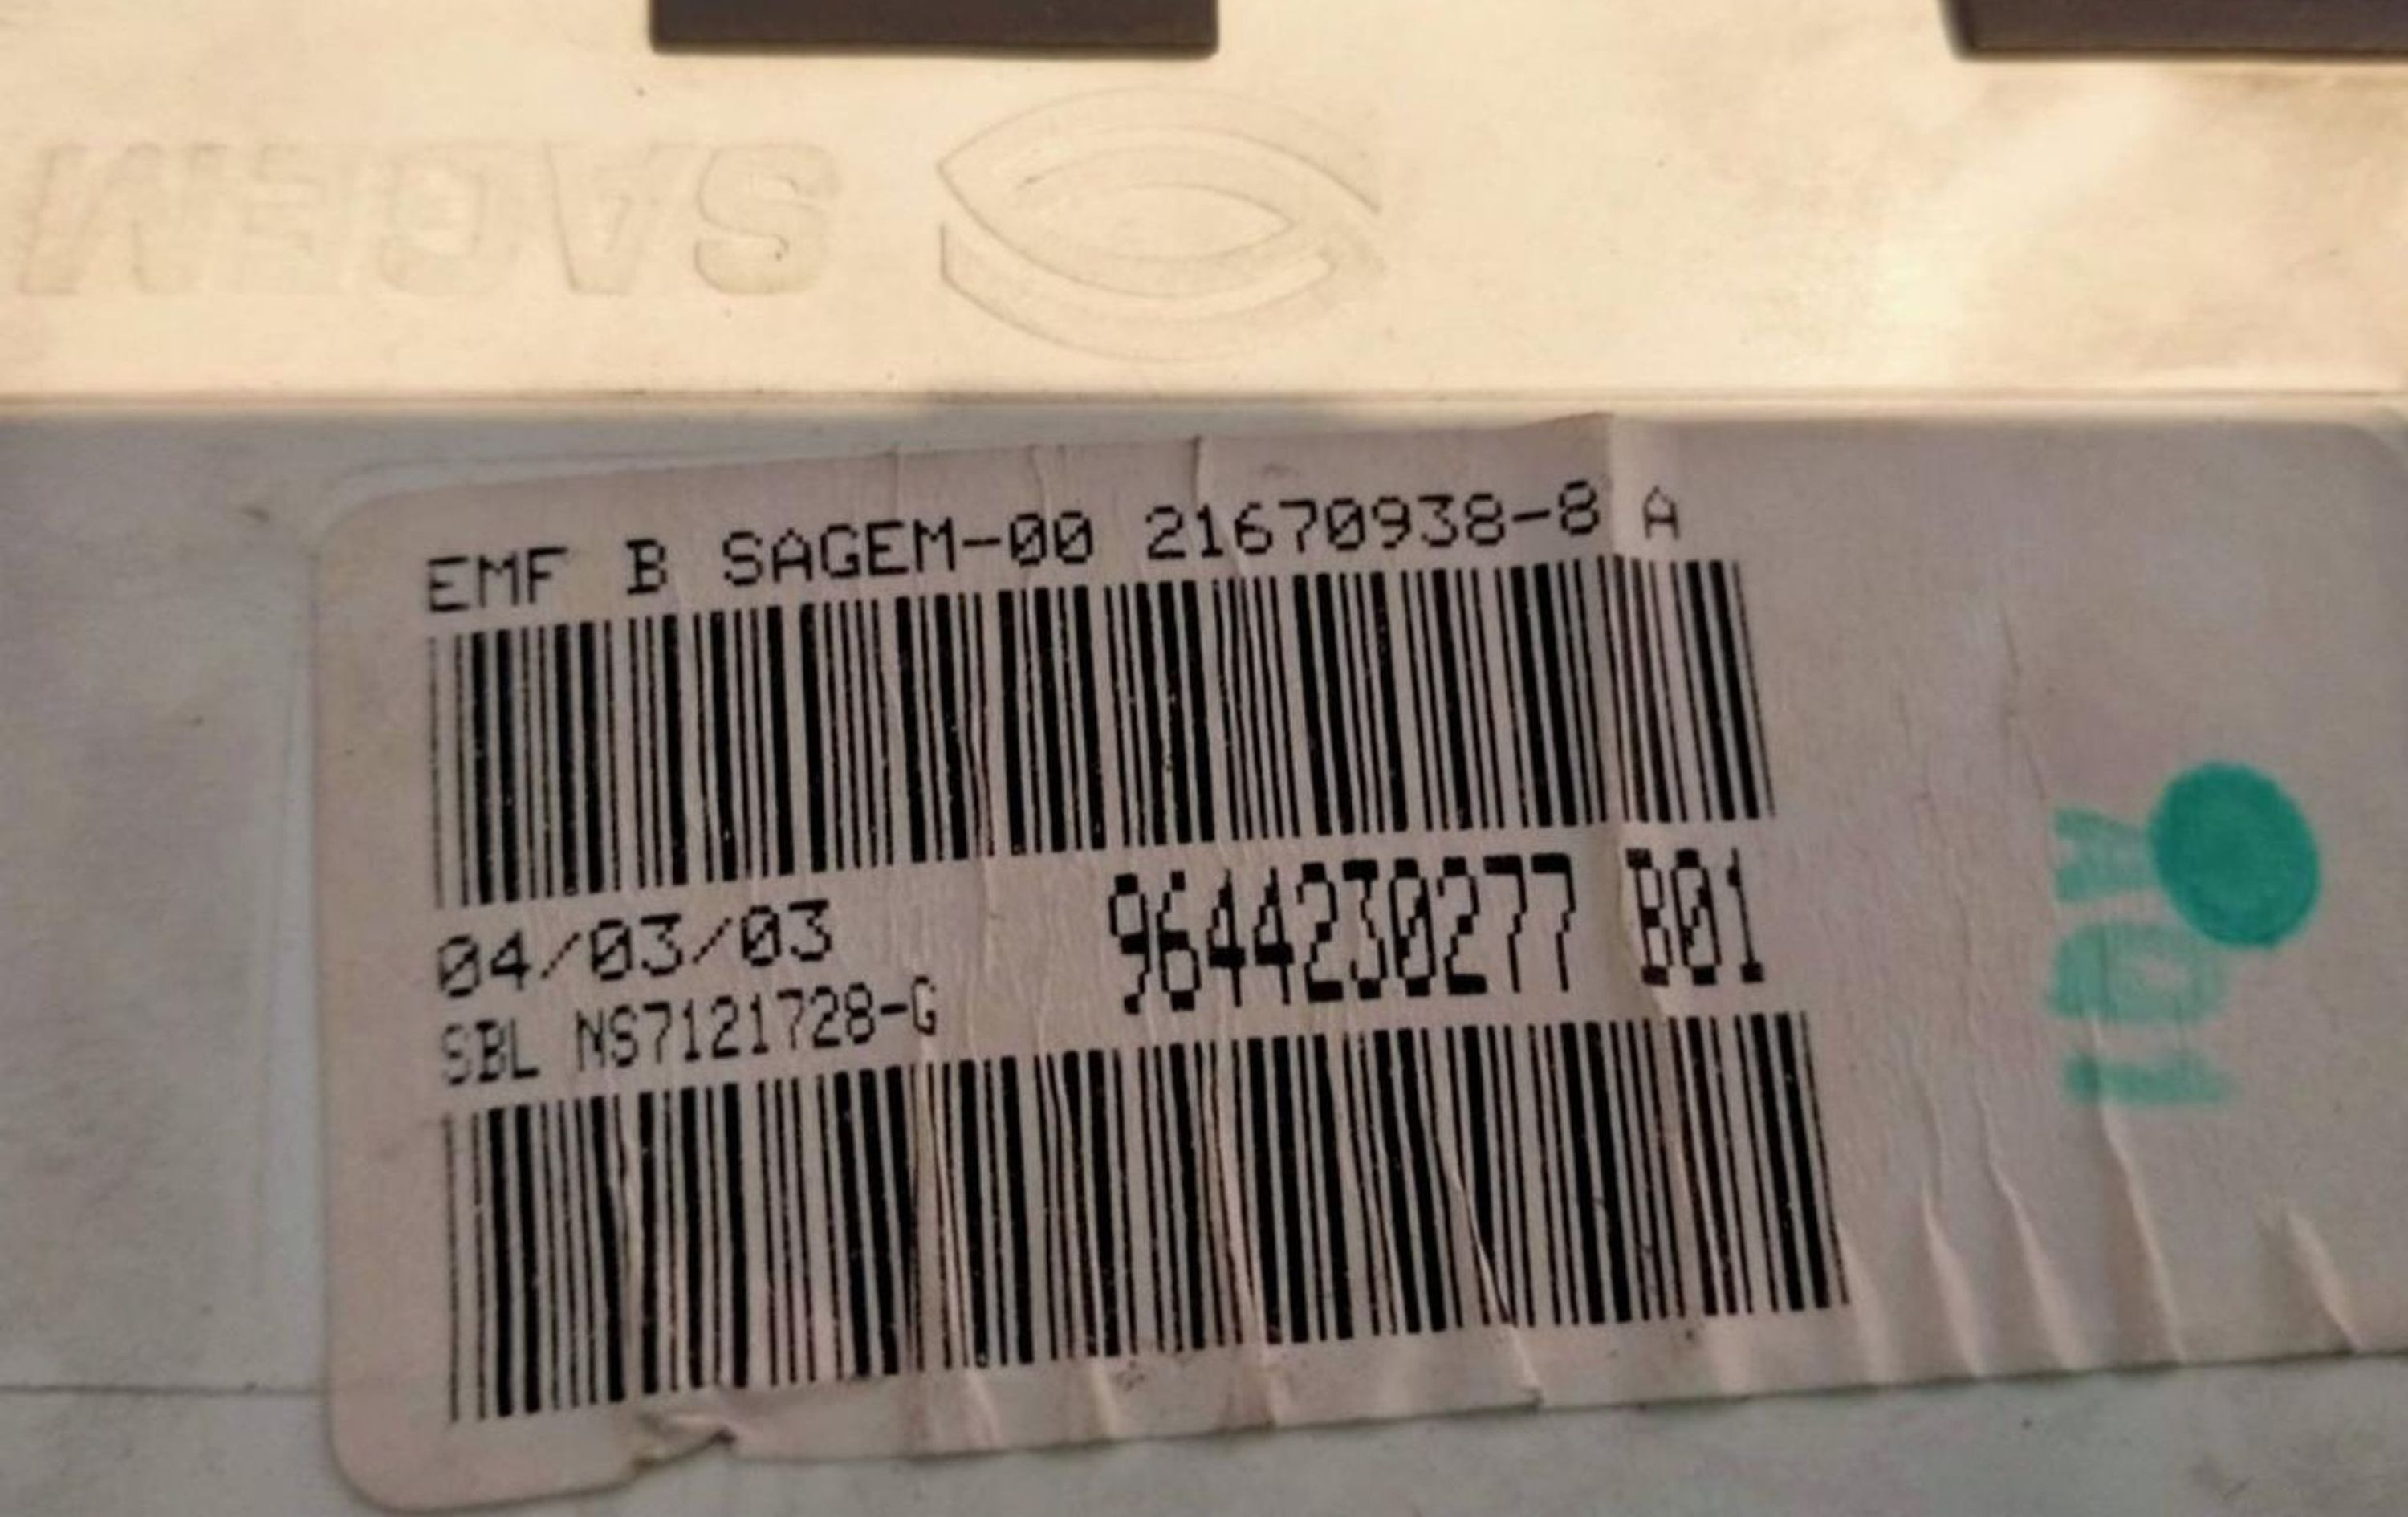 SAGEM
EMF B SAGEM-00 21670938-8 A
04/03/03
9644230277 B01
SBL NS7121728-G